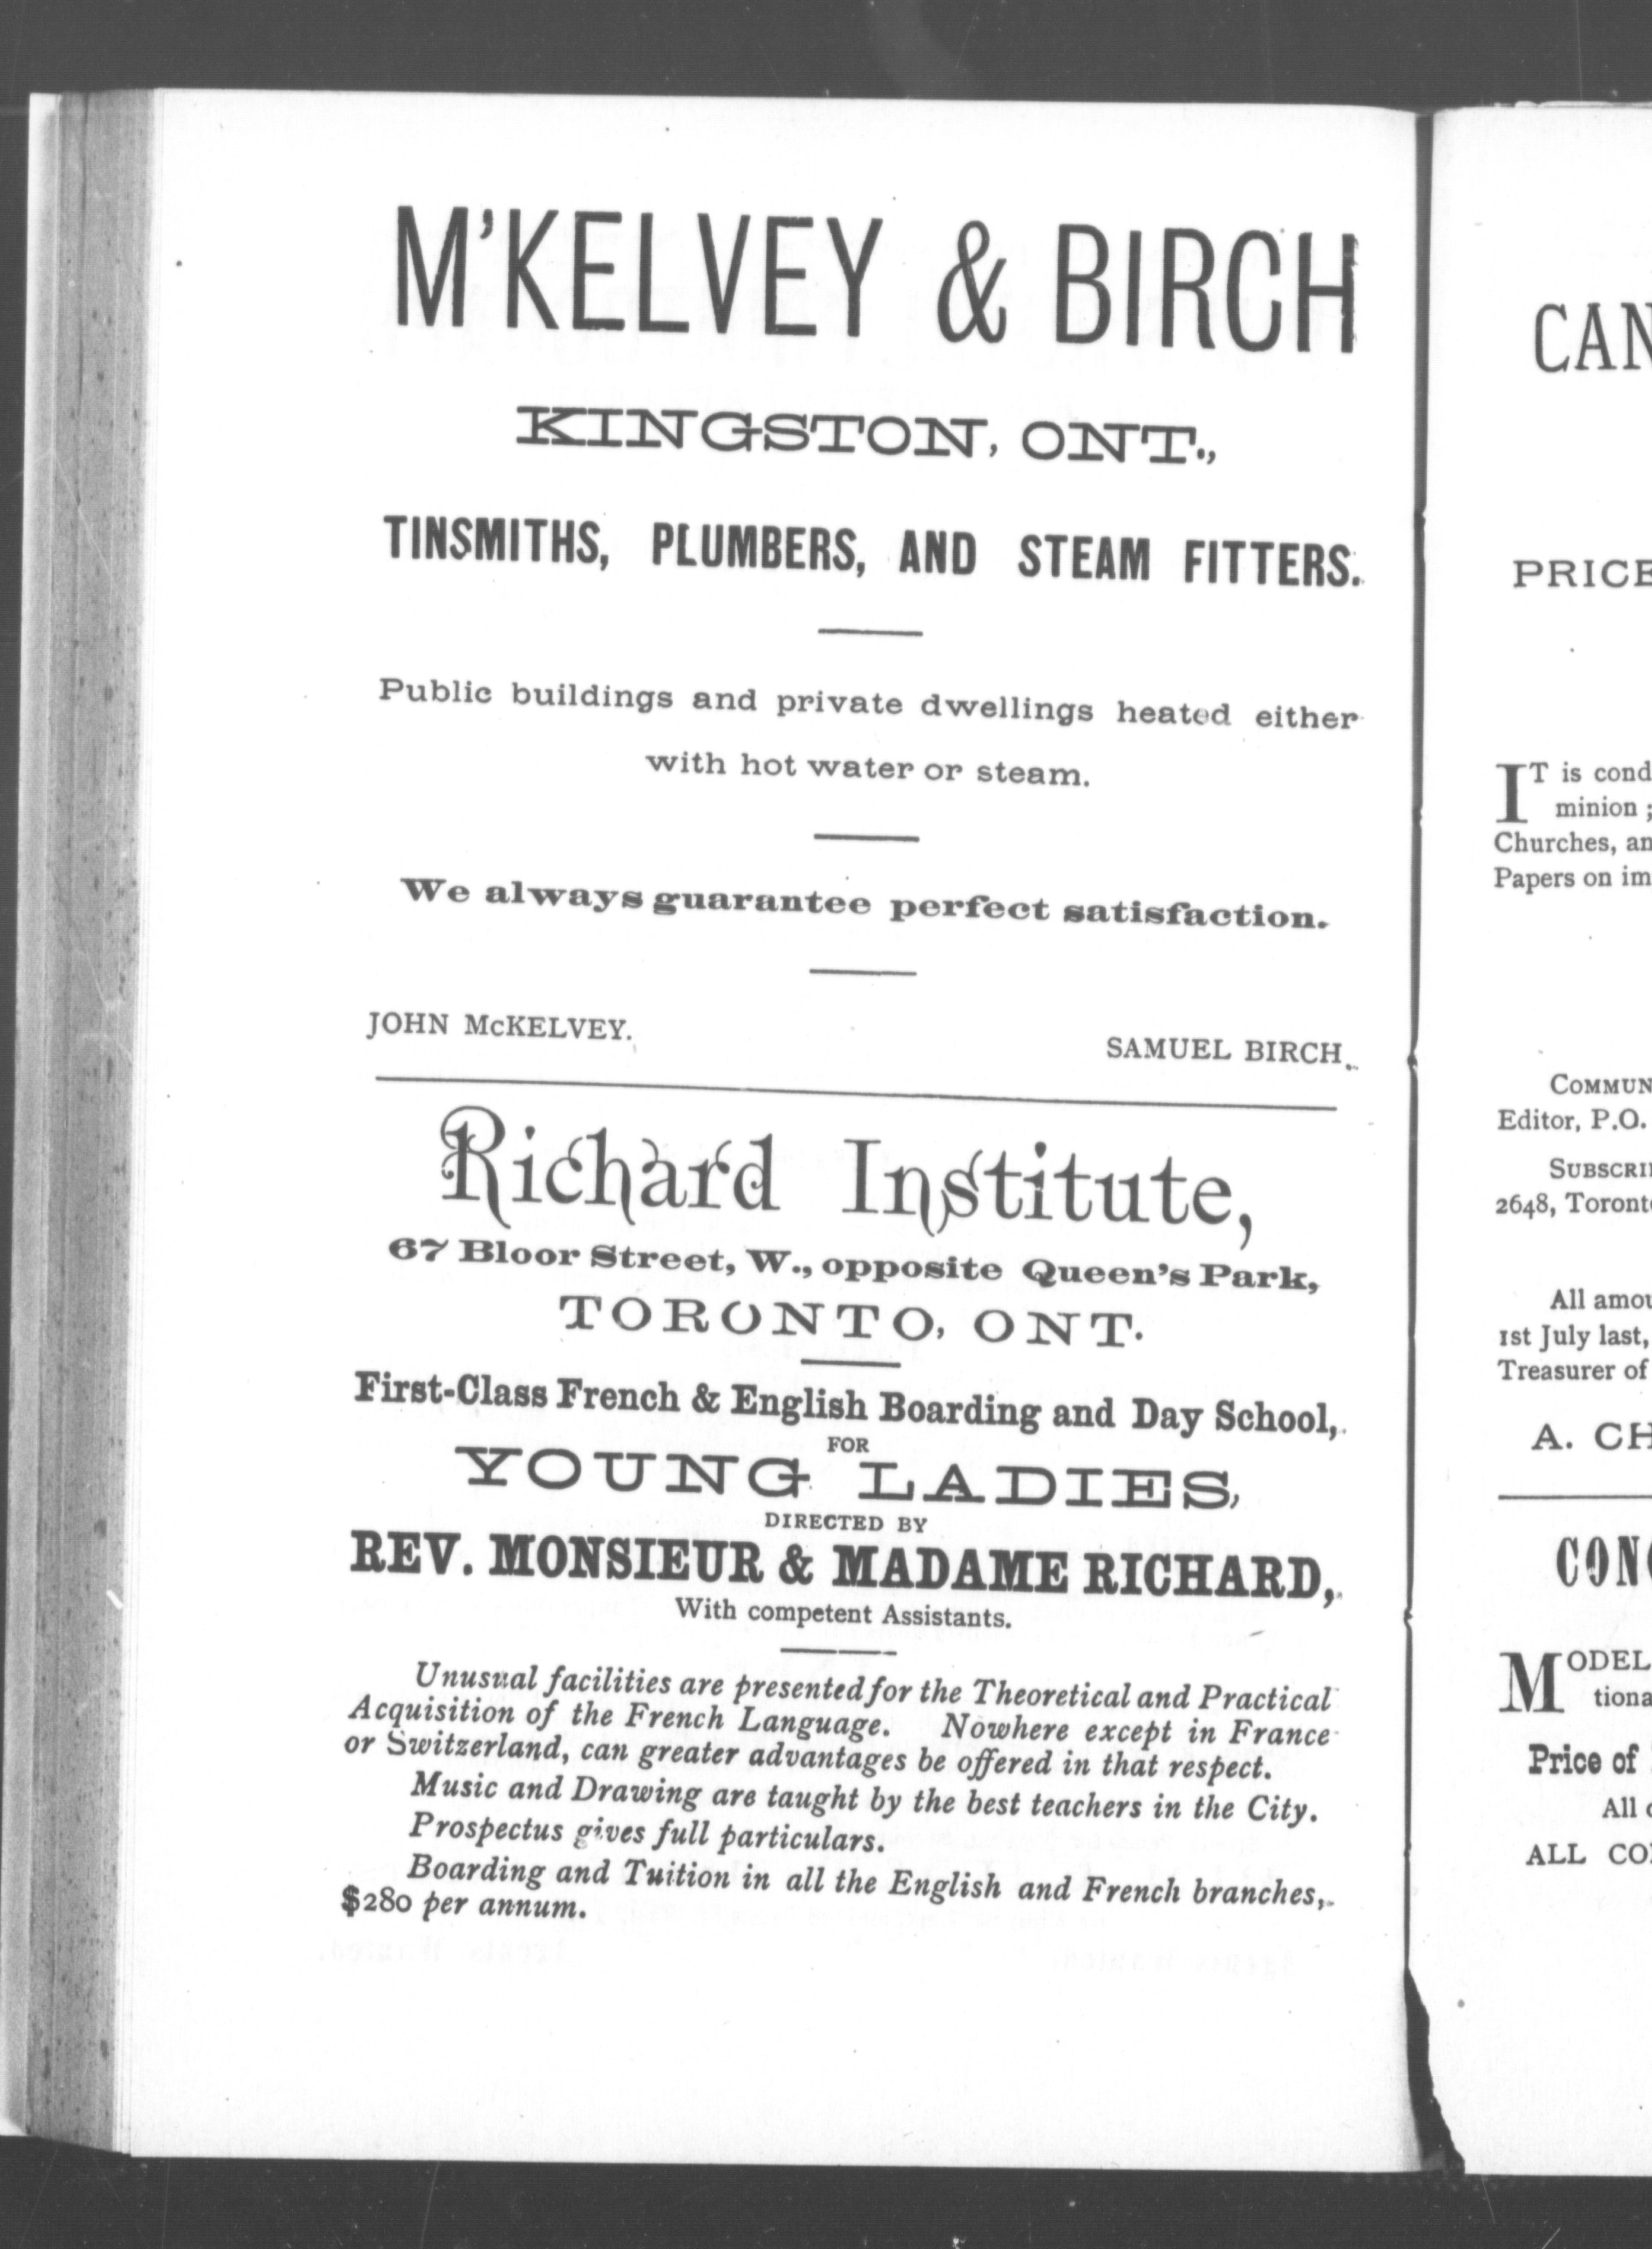 M'KELVEY & BIRCH
KINGSTON, ONT.,
TINSMITHS, PLUMBERS, AND STEAM FITTERS.
Public buildings and private dwellings heated either
with hot water or steam.
We always guarantee perfect satisfaction.
JOHN McKELVEY.
SAMUEL BIRCH.
Richard Institute,
67 Bloor Street, W., opposite Queen's Park,
TORONTO, ONT.
First-Class French & English Boarding and Day School,
FOR
YOUNG LADIES,
DIRECTED BY
REV. MONSIEUR & MADAME RICHARD,
With competent Assistants.
Unusual facilities are presented for the Theoretical and Practical
Acquisition of the French Language. Nowhere except in France
or Switzerland, can greater advantages be offered in that respect.
Music and Drawing are taught by the best teachers in the City.
Prospectus gives full particulars.
Boarding and Tuition in all the English and French branches,
$280 per annum.
CAN
PRICE
IT is cond
minion ;
Churches, an
Papers on im
COMMUN
Editor, P.O.
SUBSCRI
2648, Toront
All amou
1st July last,
Treasurer of
A. CH
CON
MODEL
tiona
Price of
All
ALL CO